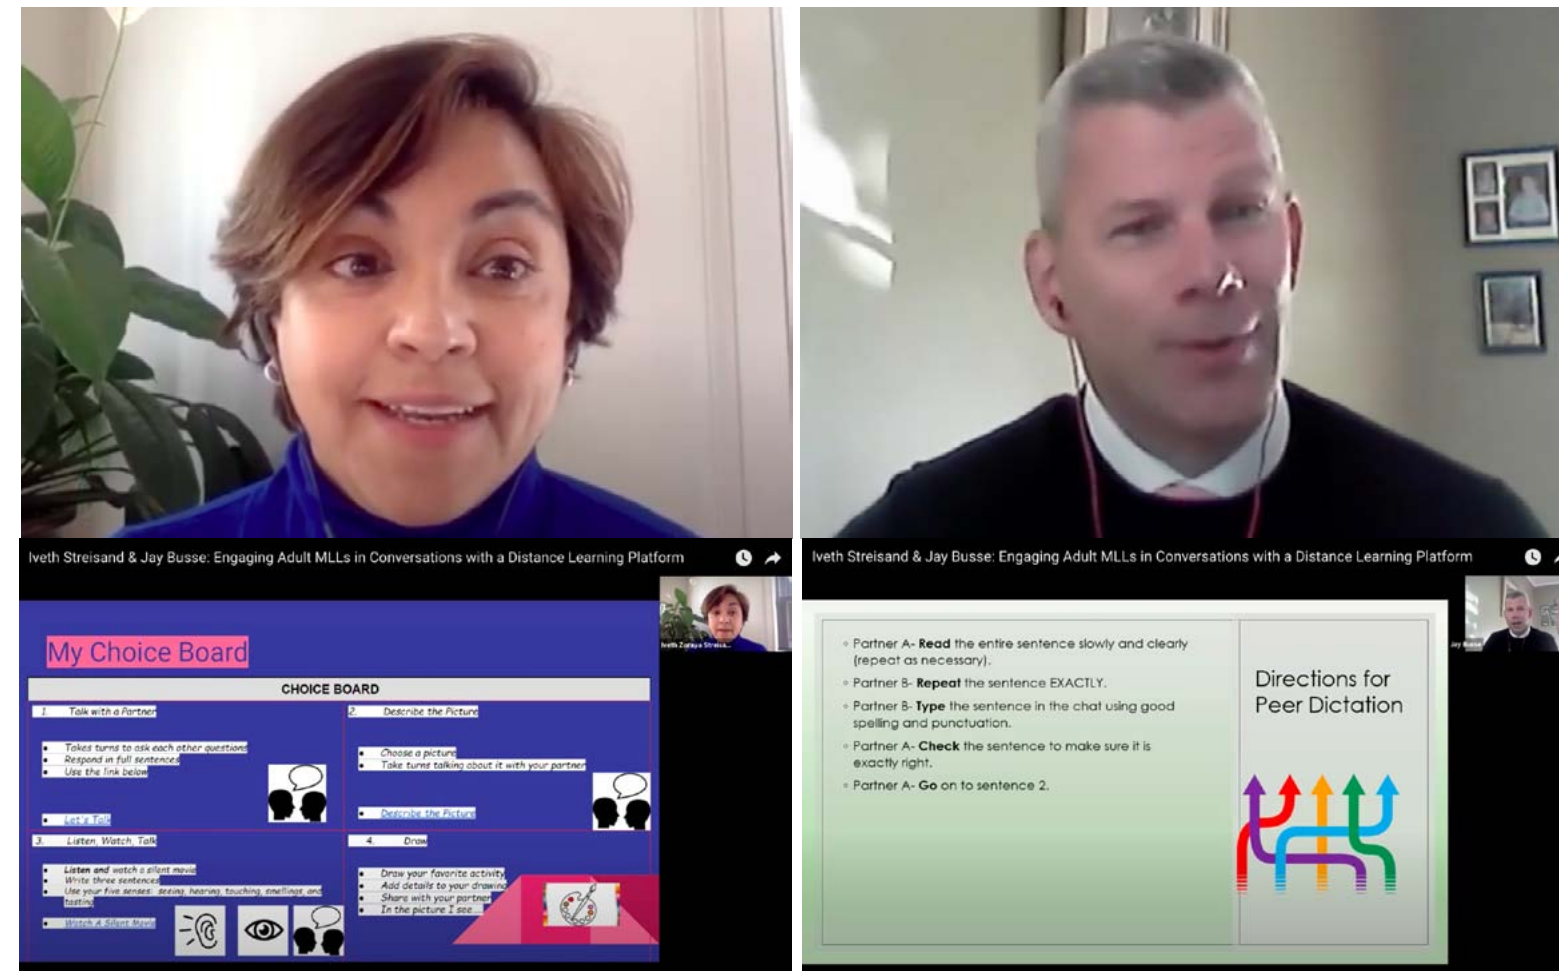 Iveth Streisand & Jay Busse: Engaging Adult MLLs in Conversations with a Distance Learning Platform
My Choice Board
CHOICE BOARD
1. Talk with a Partner
• Takes turns to ask each other questions
• Respond in full sentences
• Use the link below
• Let's Talk
2. Describe the Picture
• Choose a picture
• Take turns talking about it with your partner
• Describe the Picture
3. Listen, Watch, Talk
• Listen and watch a silent movie
• Write three sentences
• Use your five senses: seeing, hearing, touching, smellings, and
tasting
• Watch A Silent Movie
4. Draw
• Draw your favorite activity
• Add details to your drawing
• Share with your partner
• In the picture I see....
Iveth Zoraya Streisa...
Iveth Streisand & Jay Busse: Engaging Adult MLLs in Conversations with a Distance Learning Platform
◦ Partner A- Read the entire sentence slowly and clearly
(repeat as necessary).
◦ Partner B- Repeat the sentence EXACTLY.
◦ Partner B- Type the sentence in the chat using good
spelling and punctuation.
◦ Partner A- Check the sentence to make sure it is
exactly right.
◦ Partner A- Go on to sentence 2.
Directions for
Peer Dictation
Jay Busse